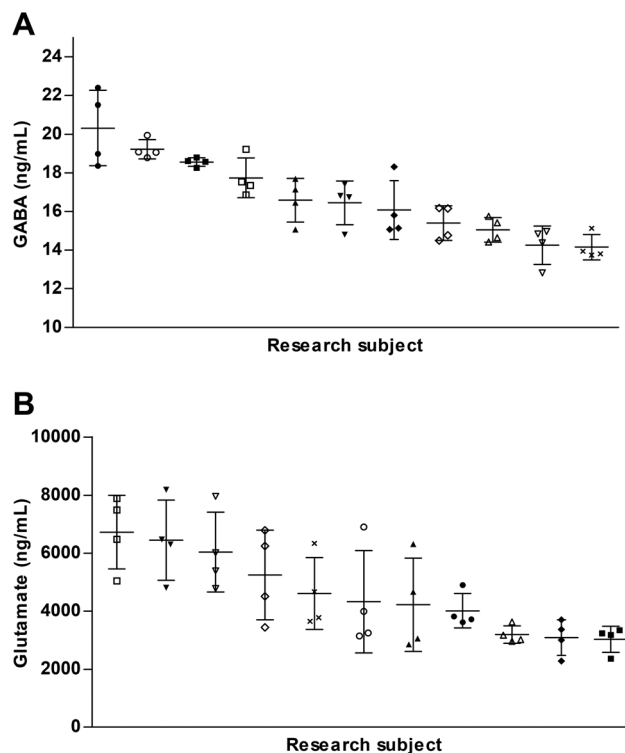 A
GABA (ng/mL)
24
22
20
18
16
14
12
10
Research subject
B
Glutamate (ng/mL)
10000
8000
6000
4000
2000
0
Research subject